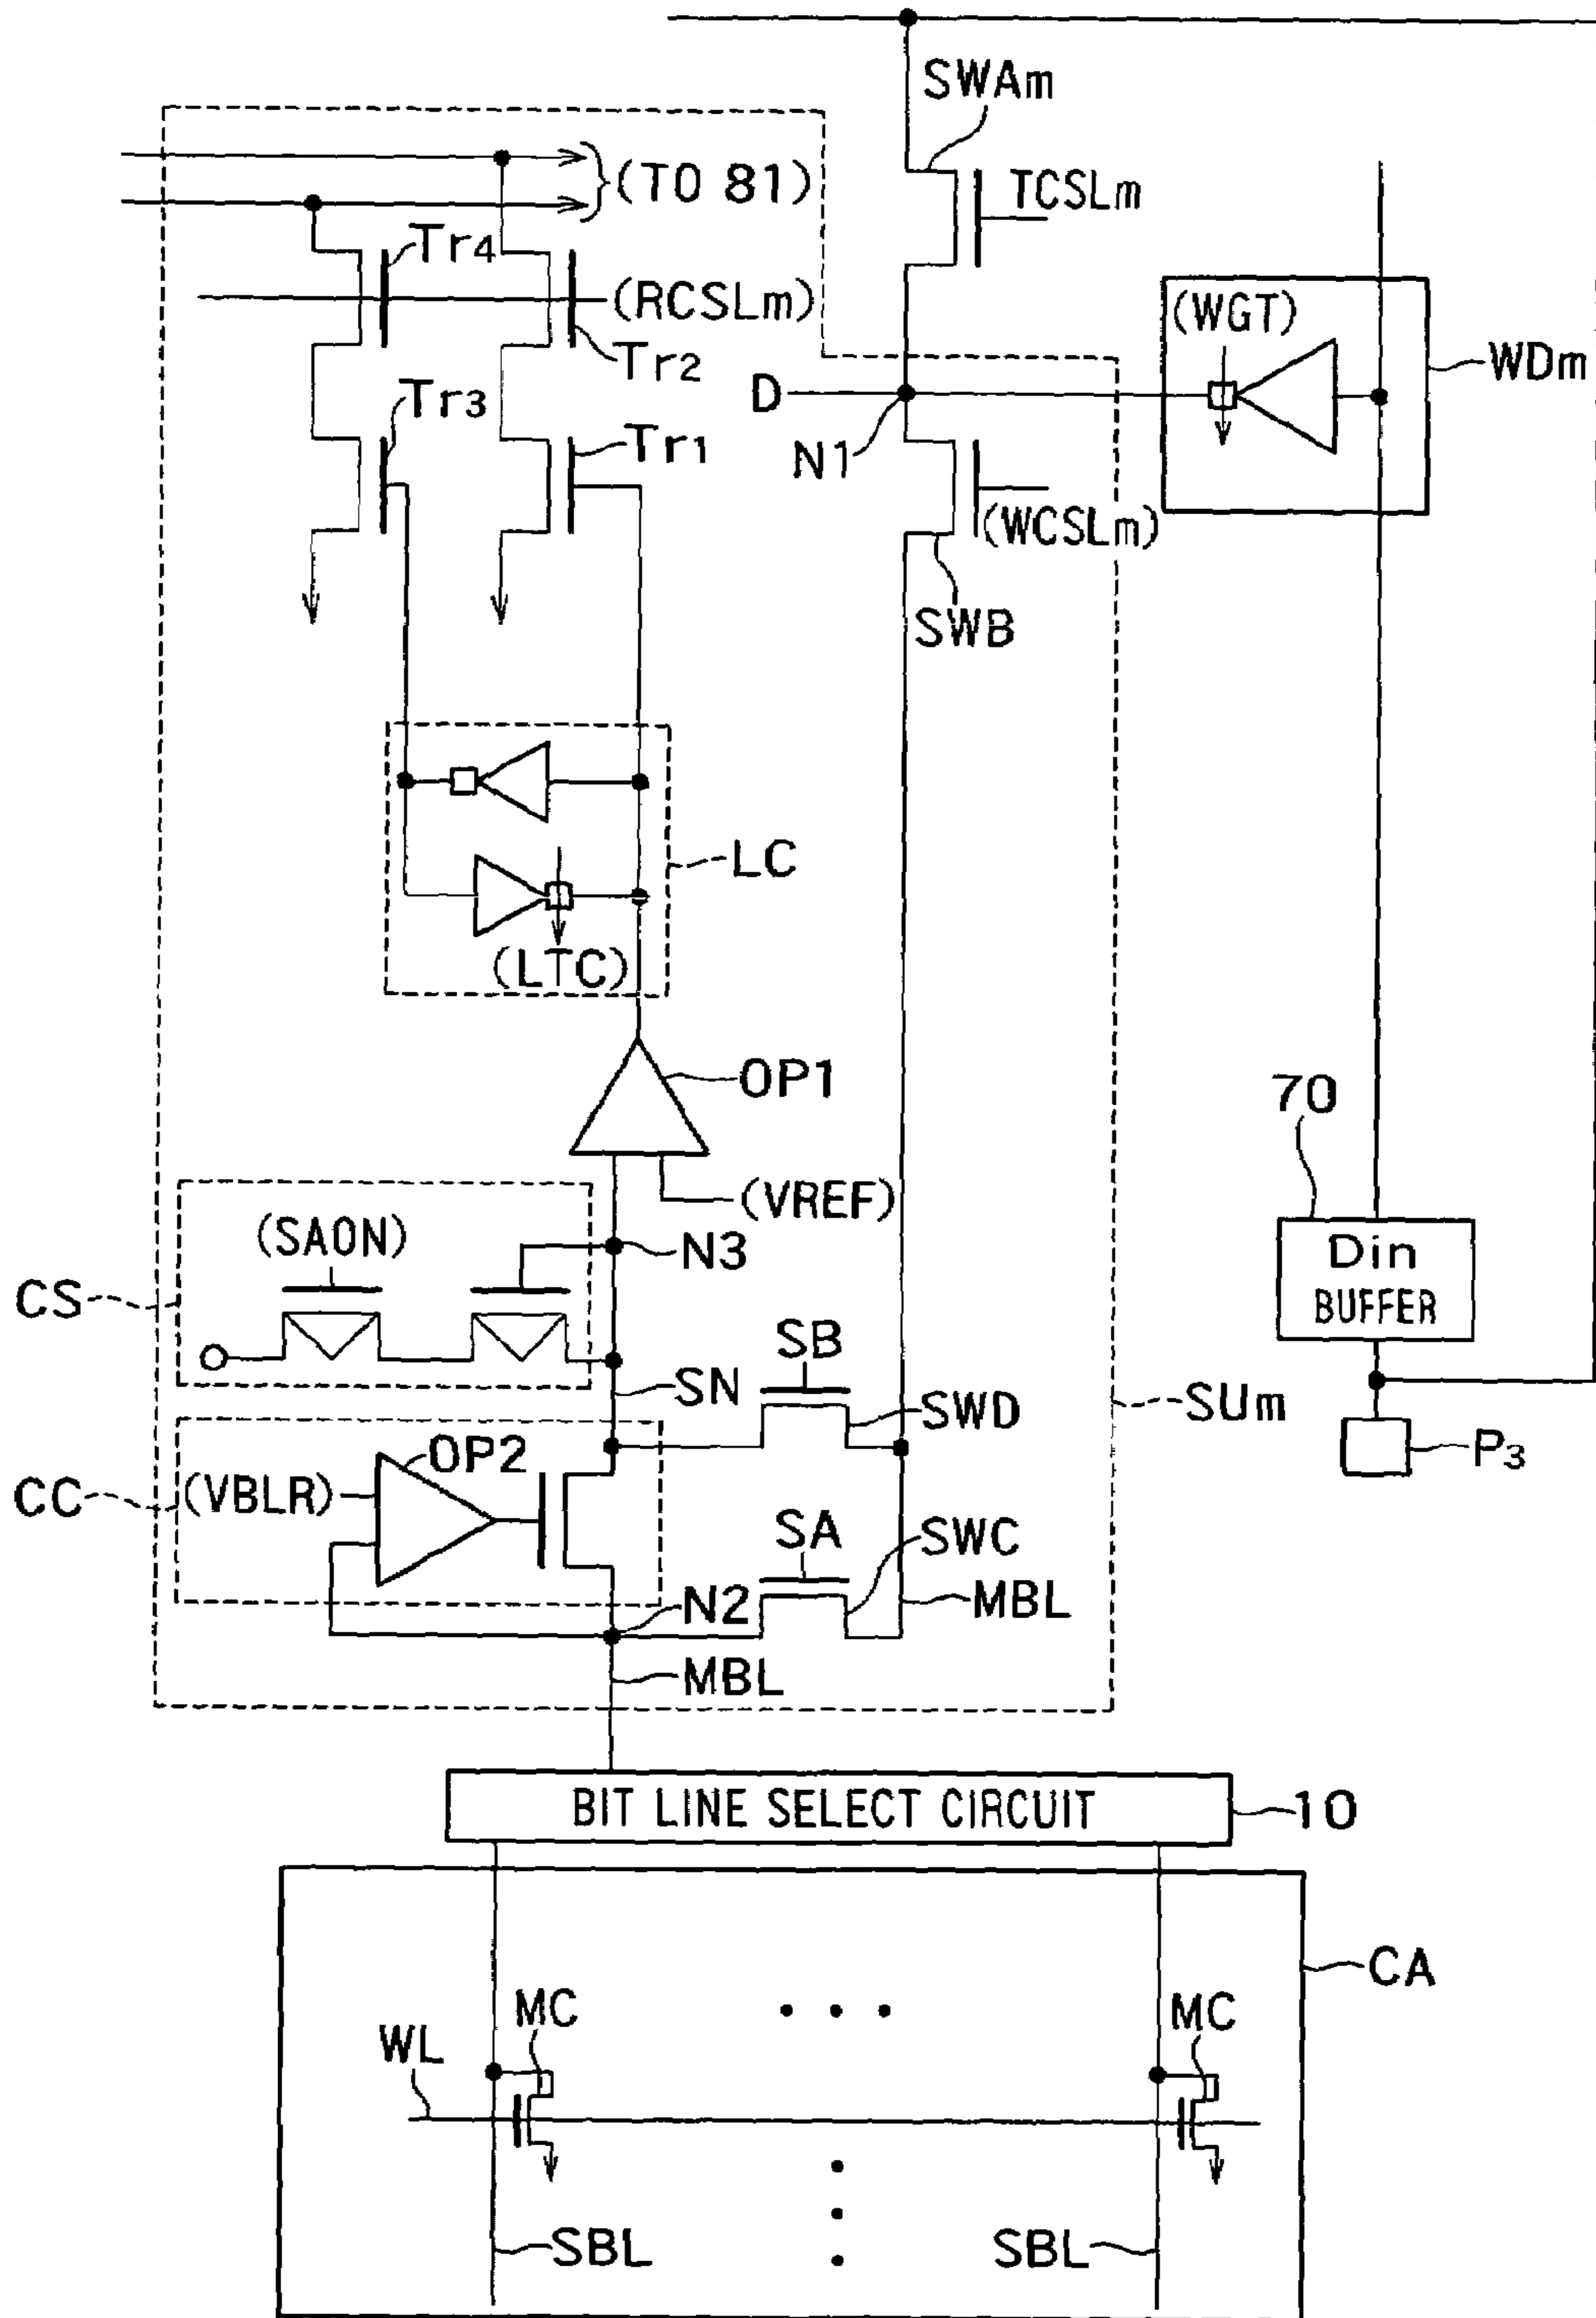 SWAm
(TO 81)
TCSLm
Tr4
(RCSLm)
(WGT)
Tr2
WDm
D
Tr3
Tr1
N1
(WCSLm)
SWB
LC
(LTC)
OP1
70
(VREF)
(SAON)
N3
Din
BUFFER
CS
SB
SN
SWD
SUm
OP2
P3
CC
(VBLR)
SA
SWC
N2
MBL
MBL
BIT LINE SELECT CIRCUIT
10
CA
MC
MC
WL
SBL
SBL